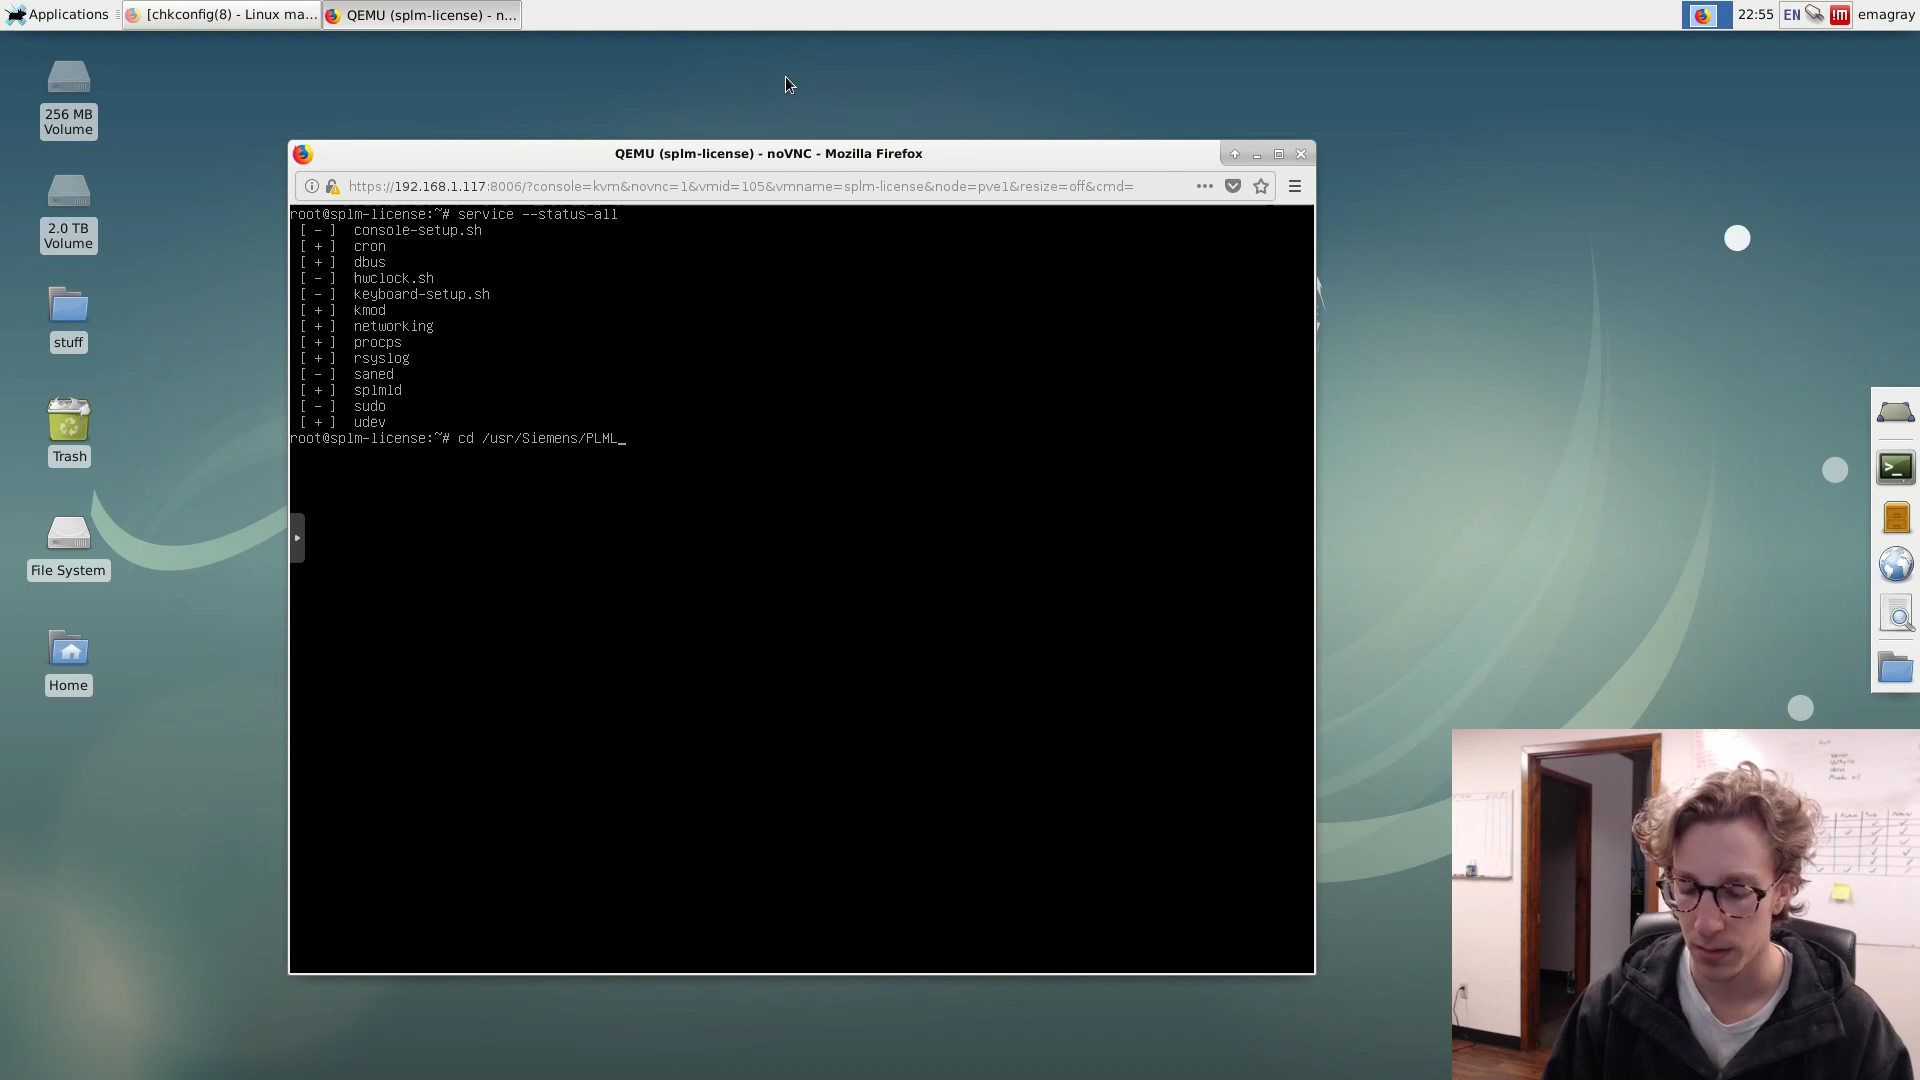 Applications
[chkconfig(8) - Linux ma...
QEMU (splm-license) - n...
22:55
EN
!m
emagray
256 MB
Volume
2.0 TB
Volume
stuff
Trash
File System
Home
QEMU (splm-license) - noVNC - Mozilla Firefox
https://192.168.1.117:8006/?console=kvm&novnc=1&vmid=105&vmname=splm-license&node=pve1&resize=off&cmd=
root@splm-license:~# service --status-all
[ - ] console-setup.sh
[ + ] cron
[ + ] dbus
[ - ] hwclock.sh
[ - ] keyboard-setup.sh
[ + ] kmod
[ + ] networking
[ + ] procps
[ + ] rsyslog
[ - ] saned
[ + ] splmld
[ - ] sudo
[ + ] udev
root@splm-license:~# cd /usr/Siemens/PLML_